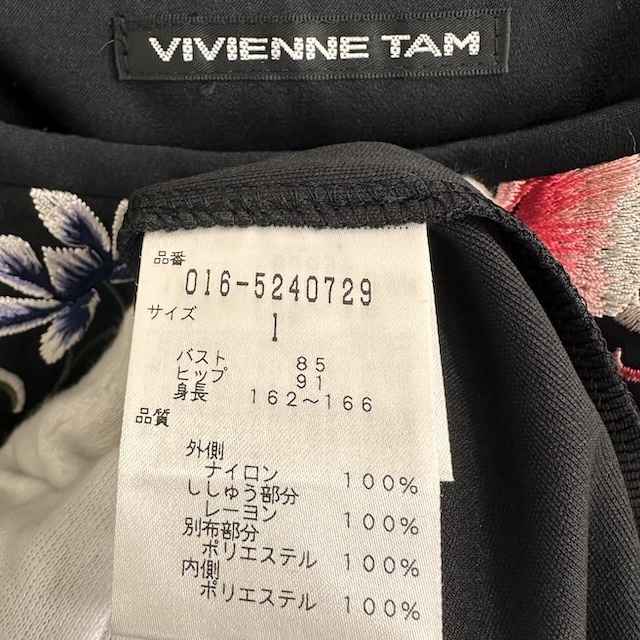 VIVIENNE TAM
品番
016-5240729
サイズ
1
バスト 85
ヒップ 91
身長 162～166
品質
外側
ナイロン 100%
ししゅう部分
レーヨン 100%
別布部分
ポリエステル 100%
内側
ポリエステル 100%